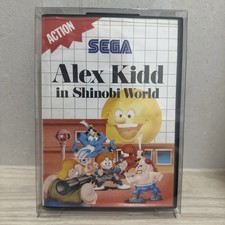 ACTION
SEGA
Alex Kidd
in Shinobi World